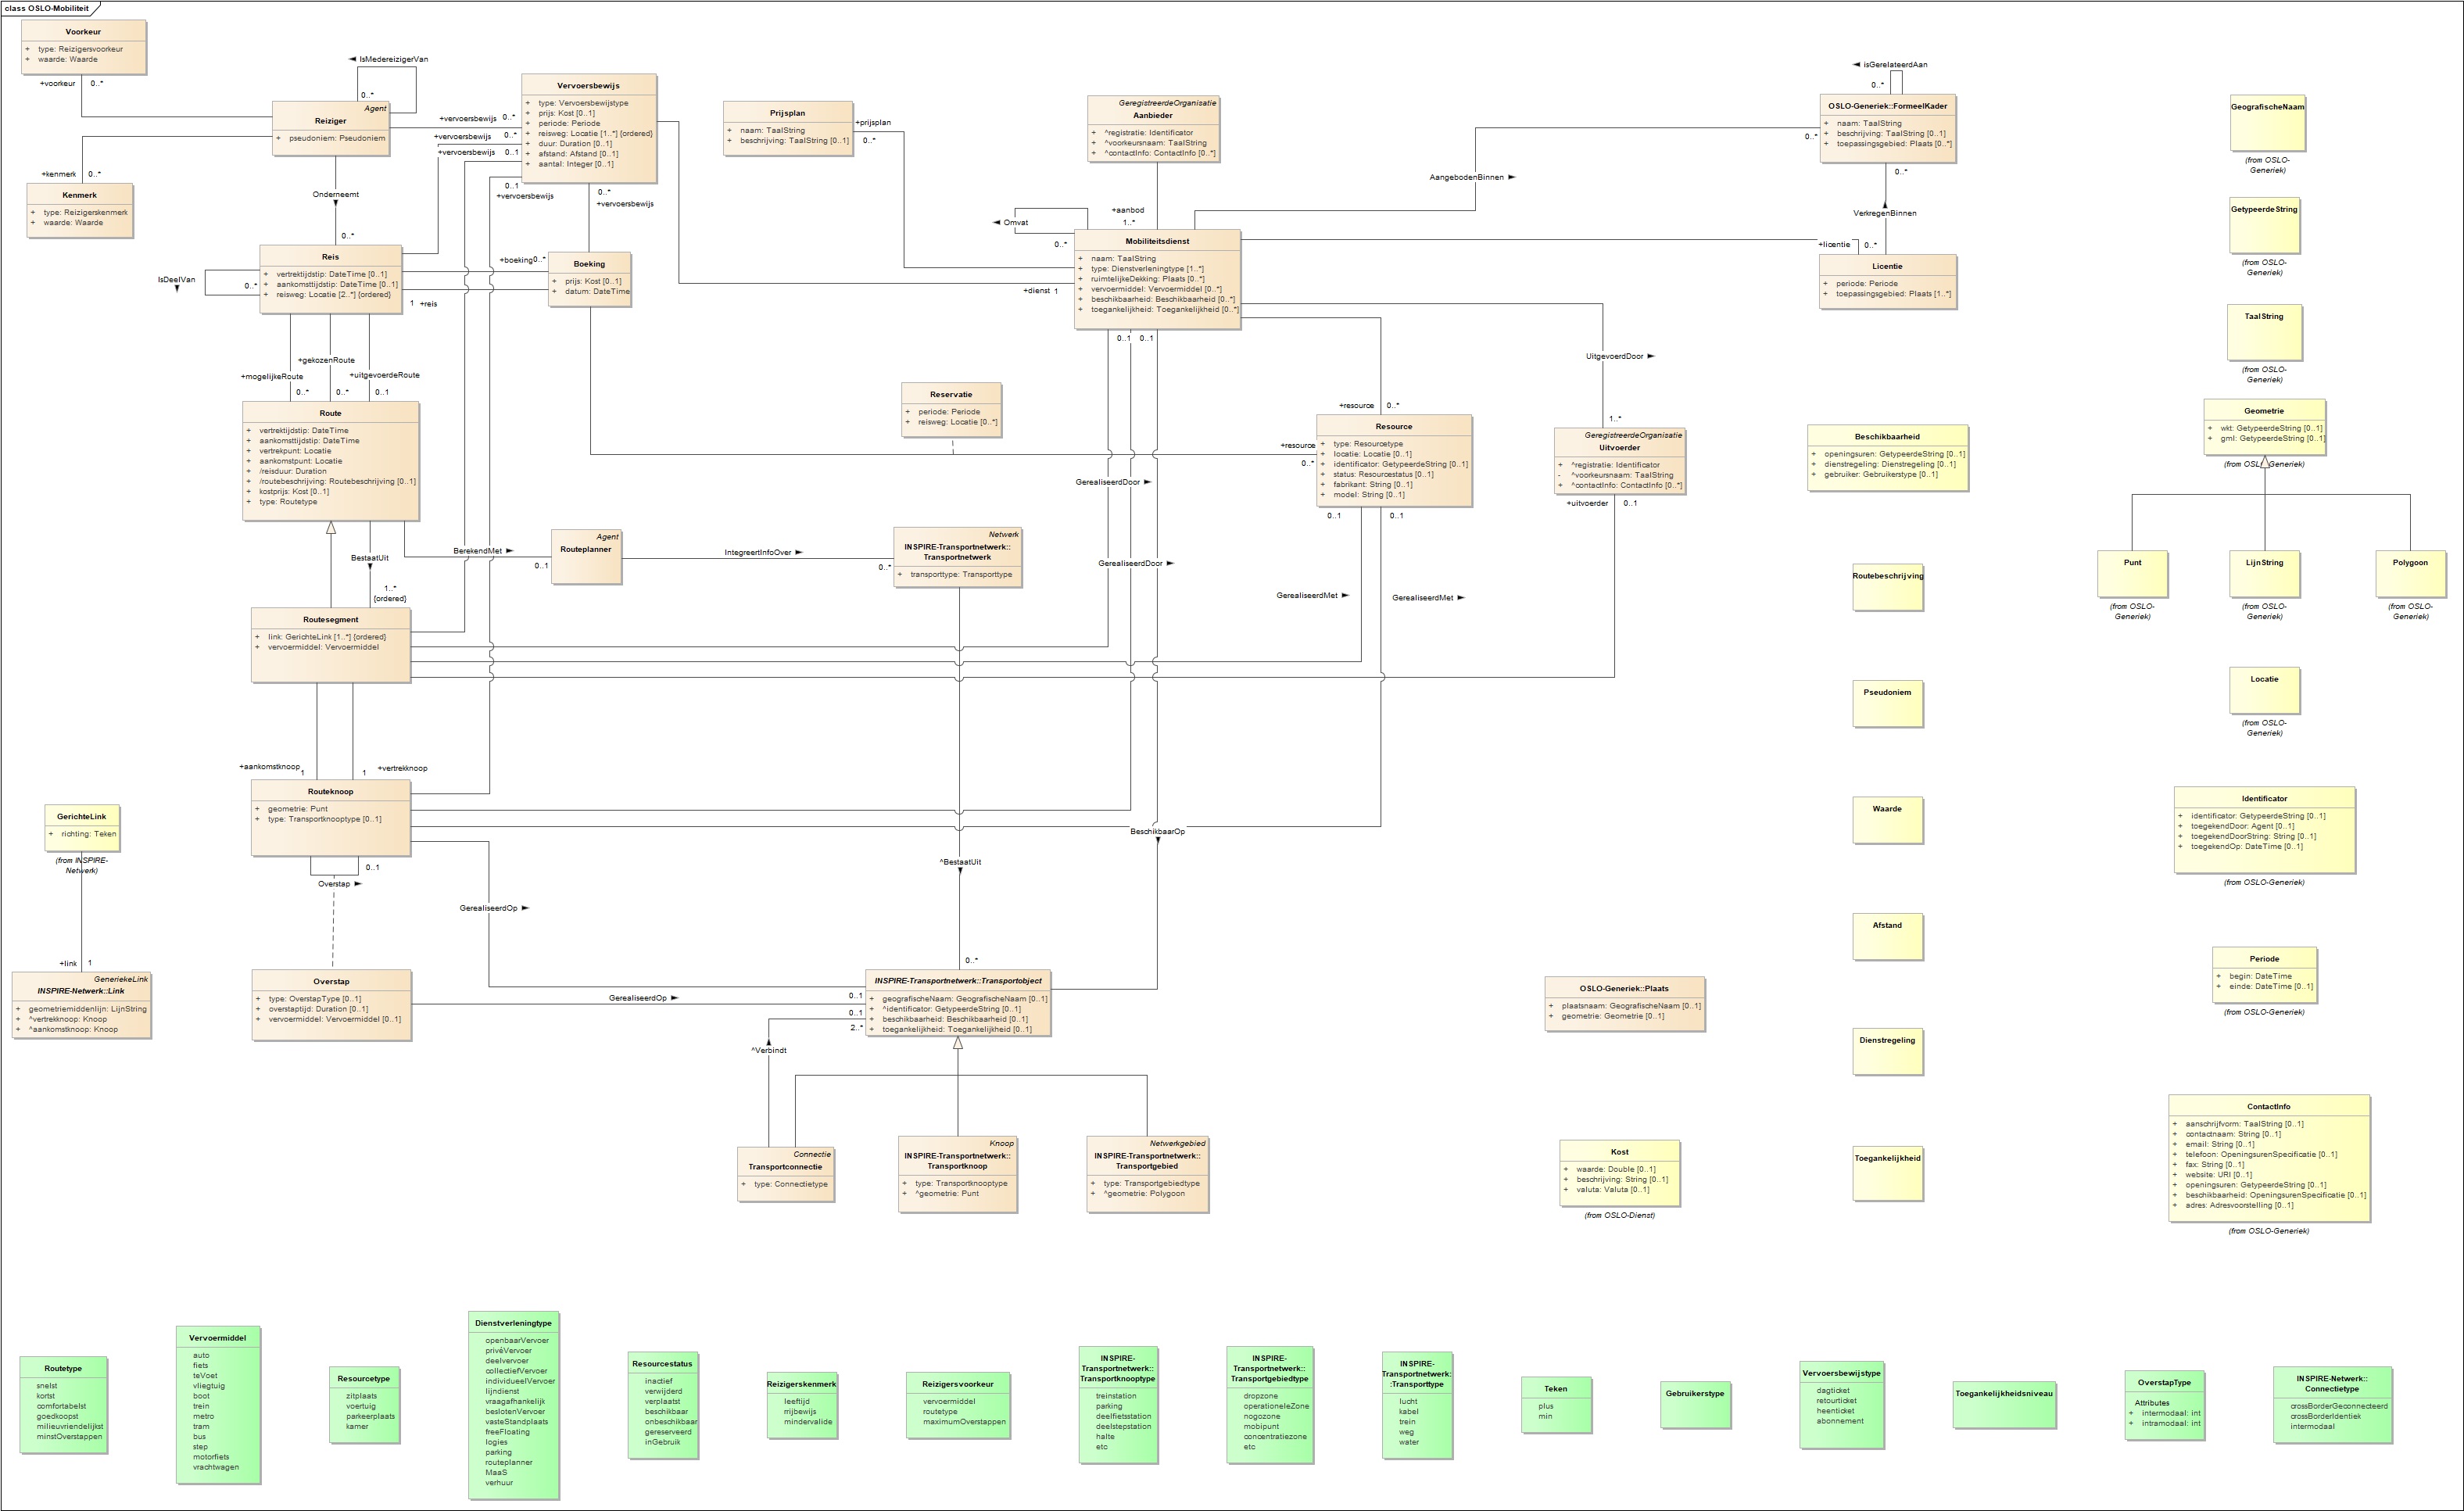 class OSLO-Mobiliteit
Voorkeur
+ type: Reizigersvoorkeur
+ waarde: Waarde
+voorkeur 0..*
◄ IsMedereizigerVan
0..*
Agent
Reiziger
+ pseudoniem: Pseudoniem
+kenmerk 0..*
Kenmerk
+ type: Reizigerskenmerk
+ waarde: Waarde
Onderneemt
0..*
+vervoersbewijs 0..*
+vervoersbewijs 0..*
+vervoersbewijs 0..1
Vervoersbewijs
+ type: Vervoersbewijstype
+ prijs: Kost [0..1]
+ periode: Periode
+ reisweg: Locatie [1..*] {ordered}
+ duur: Duration [0..1]
+ afstand: Afstand [0..1]
+ aantal: Integer [0..1]
0..1
+vervoersbewijs
0..*
+vervoersbewijs
Reis
+ vertrektijdstip: DateTime [0..1]
+ aankomsttijdstip: DateTime [0..1]
+ reisweg: Locatie [2..*] {ordered}
IsDeelVan
0..*
+boeking 0..*
1 +reis
Boeking
+ prijs: Kost [0..1]
+ datum: DateTime
Prijsplan
+ naam: TaalString
+ beschrijving: TaalString [0..1]
+prijsplan
0..*
GeregistreerdeOrganisatie
Aanbieder
+ ^registratie: Identificator
+ ^voorkeursnaam: TaalString
+ ^contactInfo: ContactInfo [0..*]
+aanbod
1..*
◄ Omvat
0..*
Mobiliteitsdienst
+ naam: TaalString
+ type: Dienstverleningtype [1..*]
+ ruimtelijkeDekking: Plaats [0..*]
+ vervoermiddel: Vervoermiddel [0..*]
+ beschikbaarheid: Beschikbaarheid [0..*]
+ toegankelijkheid: Toegankelijkheid [0..*]
+dienst 1
0..1 0..1
AangebodenBinnen ►
◄ isGerelateerdAan
0..*
OSLO-Generiek::FormeelKader
+ naam: TaalString
+ beschrijving: TaalString [0..1]
+ toepassingsgebied: Plaats [0..*]
0..*
0..*
VerkregenBinnen
+licentie 0..*
Licentie
+ periode: Periode
+ toepassingsgebied: Plaats [1..*]
UitgevoerdDoor ►
1..*
+mogelijkeRoute
0..*
+gekozenRoute
0..*
+uitgevoerdeRoute
0..1
Route
+ vertrektijdstip: DateTime
+ aankomsttijdstip: DateTime
+ vertrekpunt: Locatie
+ aankomstpunt: Locatie
+ /reisduur: Duration
+ /routebeschrijving: Routebeschrijving [0..1]
+ kostprijs: Kost [0..1]
+ type: Routetype
BestaatUit
1..*
{ordered}
BerekendMet ►
0..1
Agent
Routeplanner
IntegreertInfoOver ►
0..*
Netwerk
INSPIRE-Transportnetwerk::
Transportnetwerk
+ transporttype: Transporttype
Reservatie
+ periode: Periode
+ reisweg: Locatie [0..*]
+resource
0..*
+resource 0..*
Resource
+ type: Resourcetype
+ locatie: Locatie [0..1]
+ identificator: GetypeerdeString [0..1]
+ status: Resourcestatus [0..1]
+ fabrikant: String [0..1]
+ model: String [0..1]
0..1 0..1
GeregistreerdeOrganisatie
Uitvoerder
+ ^registratie: Identificator
- ^voorkeursnaam: TaalString
+ ^contactInfo: ContactInfo [0..*]
+uitvoerder 0..1
GerealiseerdDoor ►
GerealiseerdDoor ►
GerealiseerdMet ►
GerealiseerdMet ►
Routesegment
+ link: GerichteLink [1..*] {ordered}
+ vervoermiddel: Vervoermiddel
+aankomstknoop 1
1 +vertrekknoop
Routeknoop
+ geometrie: Punt
+ type: Transportknooptype [0..1]
0..1
Overstap ►
GerealiseerdOp ►
Overstap
+ type: OverstapType [0..1]
+ overstaptijd: Duration [0..1]
+ vervoermiddel: Vervoermiddel [0..1]
GerealiseerdOp ►
GerichteLink
+ richting: Teken
(from INSPIRE-
Netwerk)
+link 1
GeneriekeLink
INSPIRE-Netwerk::Link
+ geometriemiddenlijn: LijnString
+ ^vertrekknoop: Knoop
+ ^aankomstknoop: Knoop
^BestaatUit
0..*
BeschikbaarOp
INSPIRE-Transportnetwerk::Transportobject
+ geografischeNaam: GeografischeNaam [0..1]
+ ^identificator: GetypeerdeString [0..1]
+ beschikbaarheid: Beschikbaarheid [0..1]
+ toegankelijkheid: Toegankelijkheid [0..1]
0..1
0..1
2..*
^Verbindt
Connectie
Transportconnectie
+ type: Connectietype
Knoop
INSPIRE-Transportnetwerk::
Transportknoop
+ type: Transportknooptype
+ ^geometrie: Punt
Netwerkgebied
INSPIRE-Transportnetwerk::
Transportgebied
+ type: Transportgebiedtype
+ ^geometrie: Polygoon
OSLO-Generiek::Plaats
+ plaatsnaam: GeografischeNaam [0..1]
+ geometrie: Geometrie [0..1]
Kost
+ waarde: Double [0..1]
+ beschrijving: String [0..1]
+ valuta: Valuta [0..1]
(from OSLO-Dienst)
Beschikbaarheid
+ openingsuren: GetypeerdeString [0..1]
+ dienstregeling: Dienstregeling [0..1]
+ gebruiker: Gebruikerstype [0..1]
Routebeschrijving
Pseudoniem
Waarde
Afstand
Dienstregeling
Toegankelijkheid
GeografischeNaam
(from OSLO-
Generiek)
GetypeerdeString
(from OSLO-
Generiek)
TaalString
(from OSLO-
Generiek)
Geometrie
+ wkt: GetypeerdeString [0..1]
+ gml: GetypeerdeString [0..1]
(from OSLO-Generiek)
Punt
(from OSLO-
Generiek)
LijnString
(from OSLO-
Generiek)
Polygoon
(from OSLO-
Generiek)
Locatie
(from OSLO-
Generiek)
Identificator
+ identificator: GetypeerdeString [0..1]
+ toegekendDoor: Agent [0..1]
+ toegekendDoorString: String [0..1]
+ toegekendOp: DateTime [0..1]
(from OSLO-Generiek)
Periode
+ begin: DateTime
+ einde: DateTime [0..1]
(from OSLO-Generiek)
ContactInfo
+ aanschrijfvorm: TaalString [0..1]
+ contactnaam: String [0..1]
+ email: String [0..1]
+ telefoon: OpeningsurenSpecificatie [0..1]
+ fax: String [0..1]
+ website: URI [0..1]
+ openingsuren: GetypeerdeString [0..1]
+ beschikbaarheid: OpeningsurenSpecificatie [0..1]
+ adres: Adresvoorstelling [0..1]
(from OSLO-Generiek)
Routetype
snelst
kortst
comfortabelst
goedkoopst
milieuvriendelijkst
minstOverstappen
Vervoermiddel
auto
fiets
teVoet
vliegtuig
boot
trein
metro
tram
bus
step
motorfiets
vrachtwagen
Resourcetype
zitplaats
voertuig
parkeerplaats
kamer
Dienstverleningtype
openbaarVervoer
privéVervoer
deelvervoer
collectiefVervoer
individueelVervoer
lijndienst
vraagafhankelijk
beslotenVervoer
vasteStandplaats
freeFloating
logies
parking
routeplanner
MaaS
verhuur
Resourcestatus
inactief
verwijderd
verplaatst
beschikbaar
onbeschikbaar
gereserveerd
inGebruik
Reizigerskenmerk
leeftijd
rijbewijs
mindervalide
Reizigersvoorkeur
vervoermiddel
routetype
maximumOverstappen
INSPIRE-
Transportnetwerk::
Transportknooptype
treinstation
parking
deelfietsstation
deelstepstation
halte
etc
INSPIRE-
Transportnetwerk::
Transportgebiedtype
dropzone
operationeleZone
nogozone
mobipunt
concentratiezone
etc
INSPIRE-
Transportnetwerk:
:Transporttype
lucht
kabel
trein
weg
water
Teken
plus
min
Gebruikerstype
Vervoersbewijstype
dagticket
retourticket
heenticket
abonnement
Toegankelijkheidsniveau
OverstapType
Attributes
+ intermodaal: int
+ intramodaal: int
INSPIRE-Netwerk::
Connectietype
crossBorderGeconnecteerd
crossBorderIdentiek
intermodaal